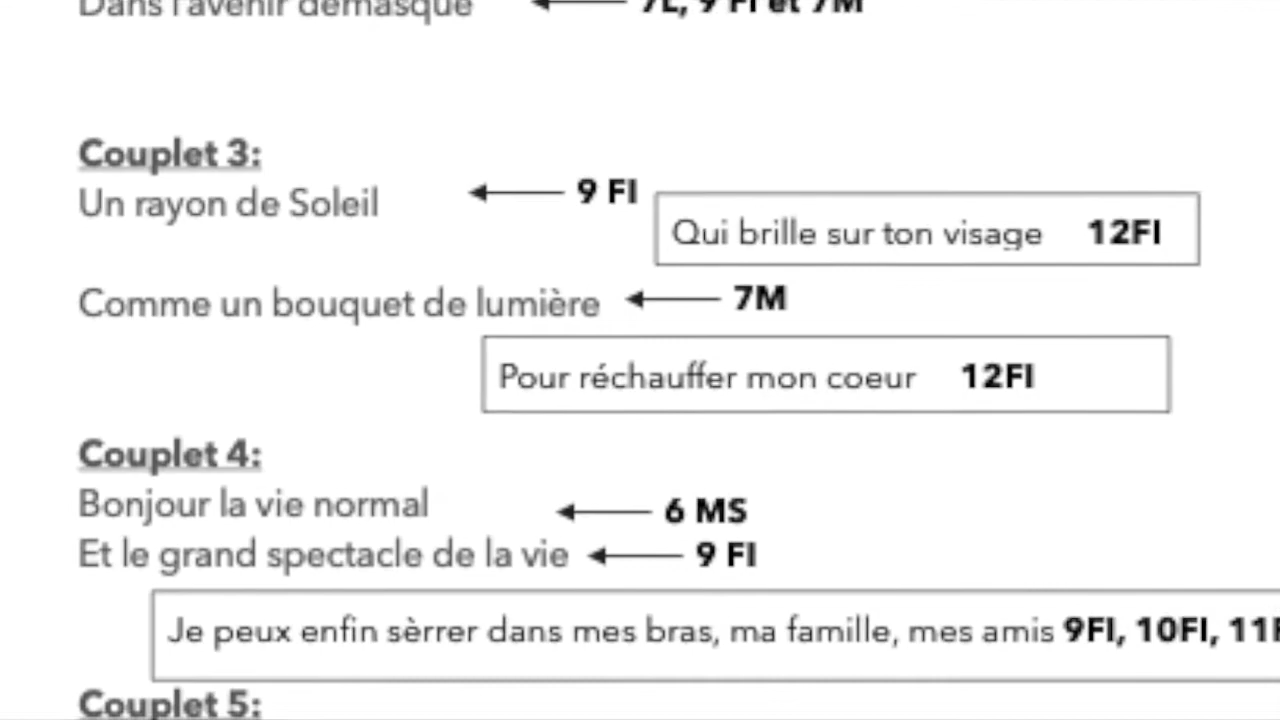 Dans l'avenir démasqué 7L, 9 FI et 7M
Couplet 3:
Un rayon de Soleil 9 FI
Qui brille sur ton visage 12FI
Comme un bouquet de lumière 7M
Pour réchauffer mon coeur 12FI
Couplet 4:
Bonjour la vie normal 6 MS
Et le grand spectacle de la vie 9 FI
Je peux enfin sèrrer dans mes bras, ma famille, mes amis 9FI, 10FI, 11F
Couplet 5: